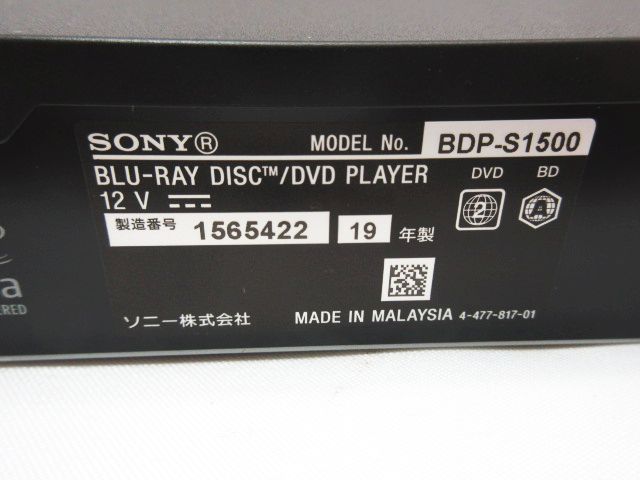 SONY® MODEL No. BDP-S1500
BLU-RAY DISC™/DVD PLAYER DVD BD
12 V
製造番号 1565422 19 年製
2
ソニー株式会社 MADE IN MALAYSIA 4-477-817-01